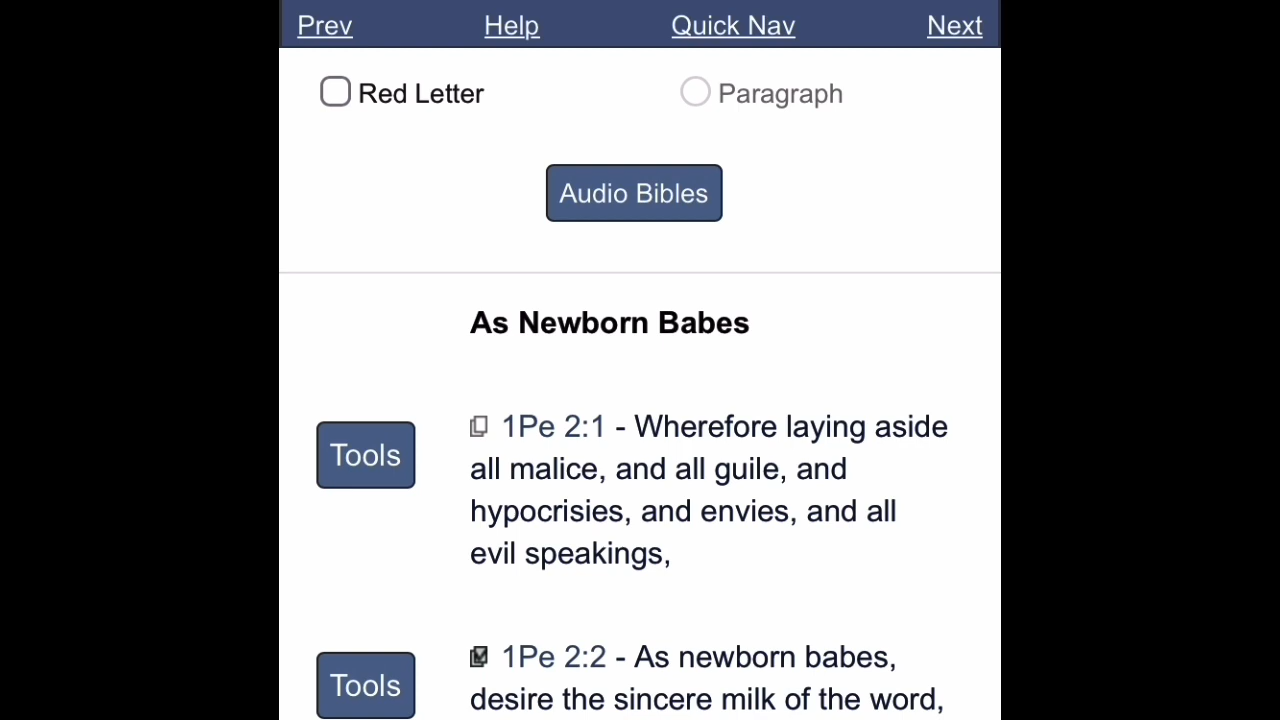 Prev Help Quick Nav Next
Red Letter Paragraph
Audio Bibles
As Newborn Babes
Tools
1Pe 2:1 - Wherefore laying aside
all malice, and all guile, and
hypocrisies, and envies, and all
evil speakings,
Tools
1Pe 2:2 - As newborn babes,
desire the sincere milk of the word,